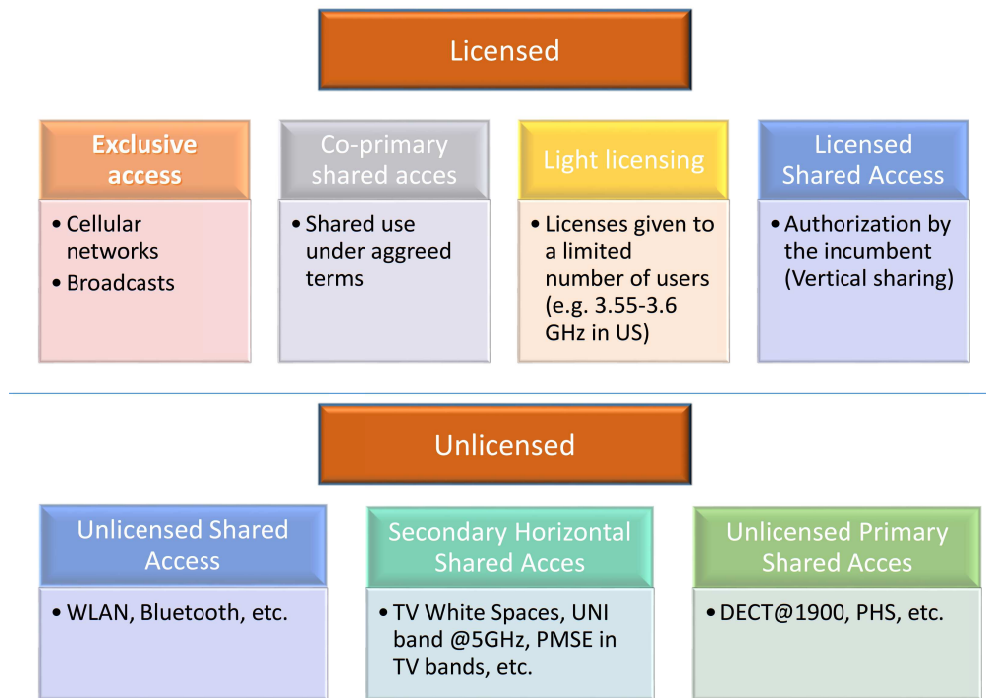 Licensed
Exclusive
access
• Cellular
networks
• Broadcasts
Co-primary
shared acces
• Shared use
under aggreed
terms
Light licensing
• Licenses given to
a limited
number of users
(e.g. 3.55-3.6
GHz in US)
Licensed
Shared Access
• Authorization by
the incumbent
(Vertical sharing)
Unlicensed
Unlicensed Shared
Access
• WLAN, Bluetooth, etc.
Secondary Horizontal
Shared Acces
• TV White Spaces, UNI
band @5GHz, PMSE in
TV bands, etc.
Unlicensed Primary
Shared Acces
• DECT@1900, PHS, etc.